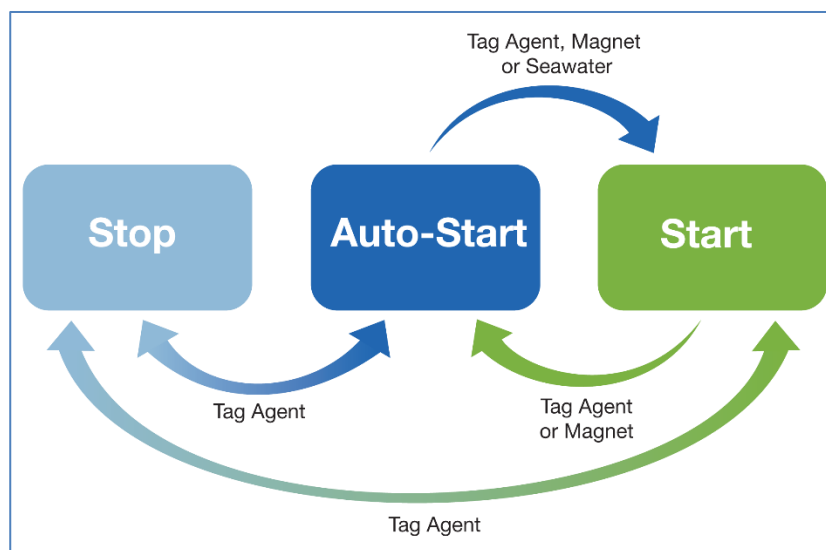 Tag Agent, Magnet
or Seawater
Stop
Auto-Start
Start
Tag Agent
Tag Agent
or Magnet
Tag Agent